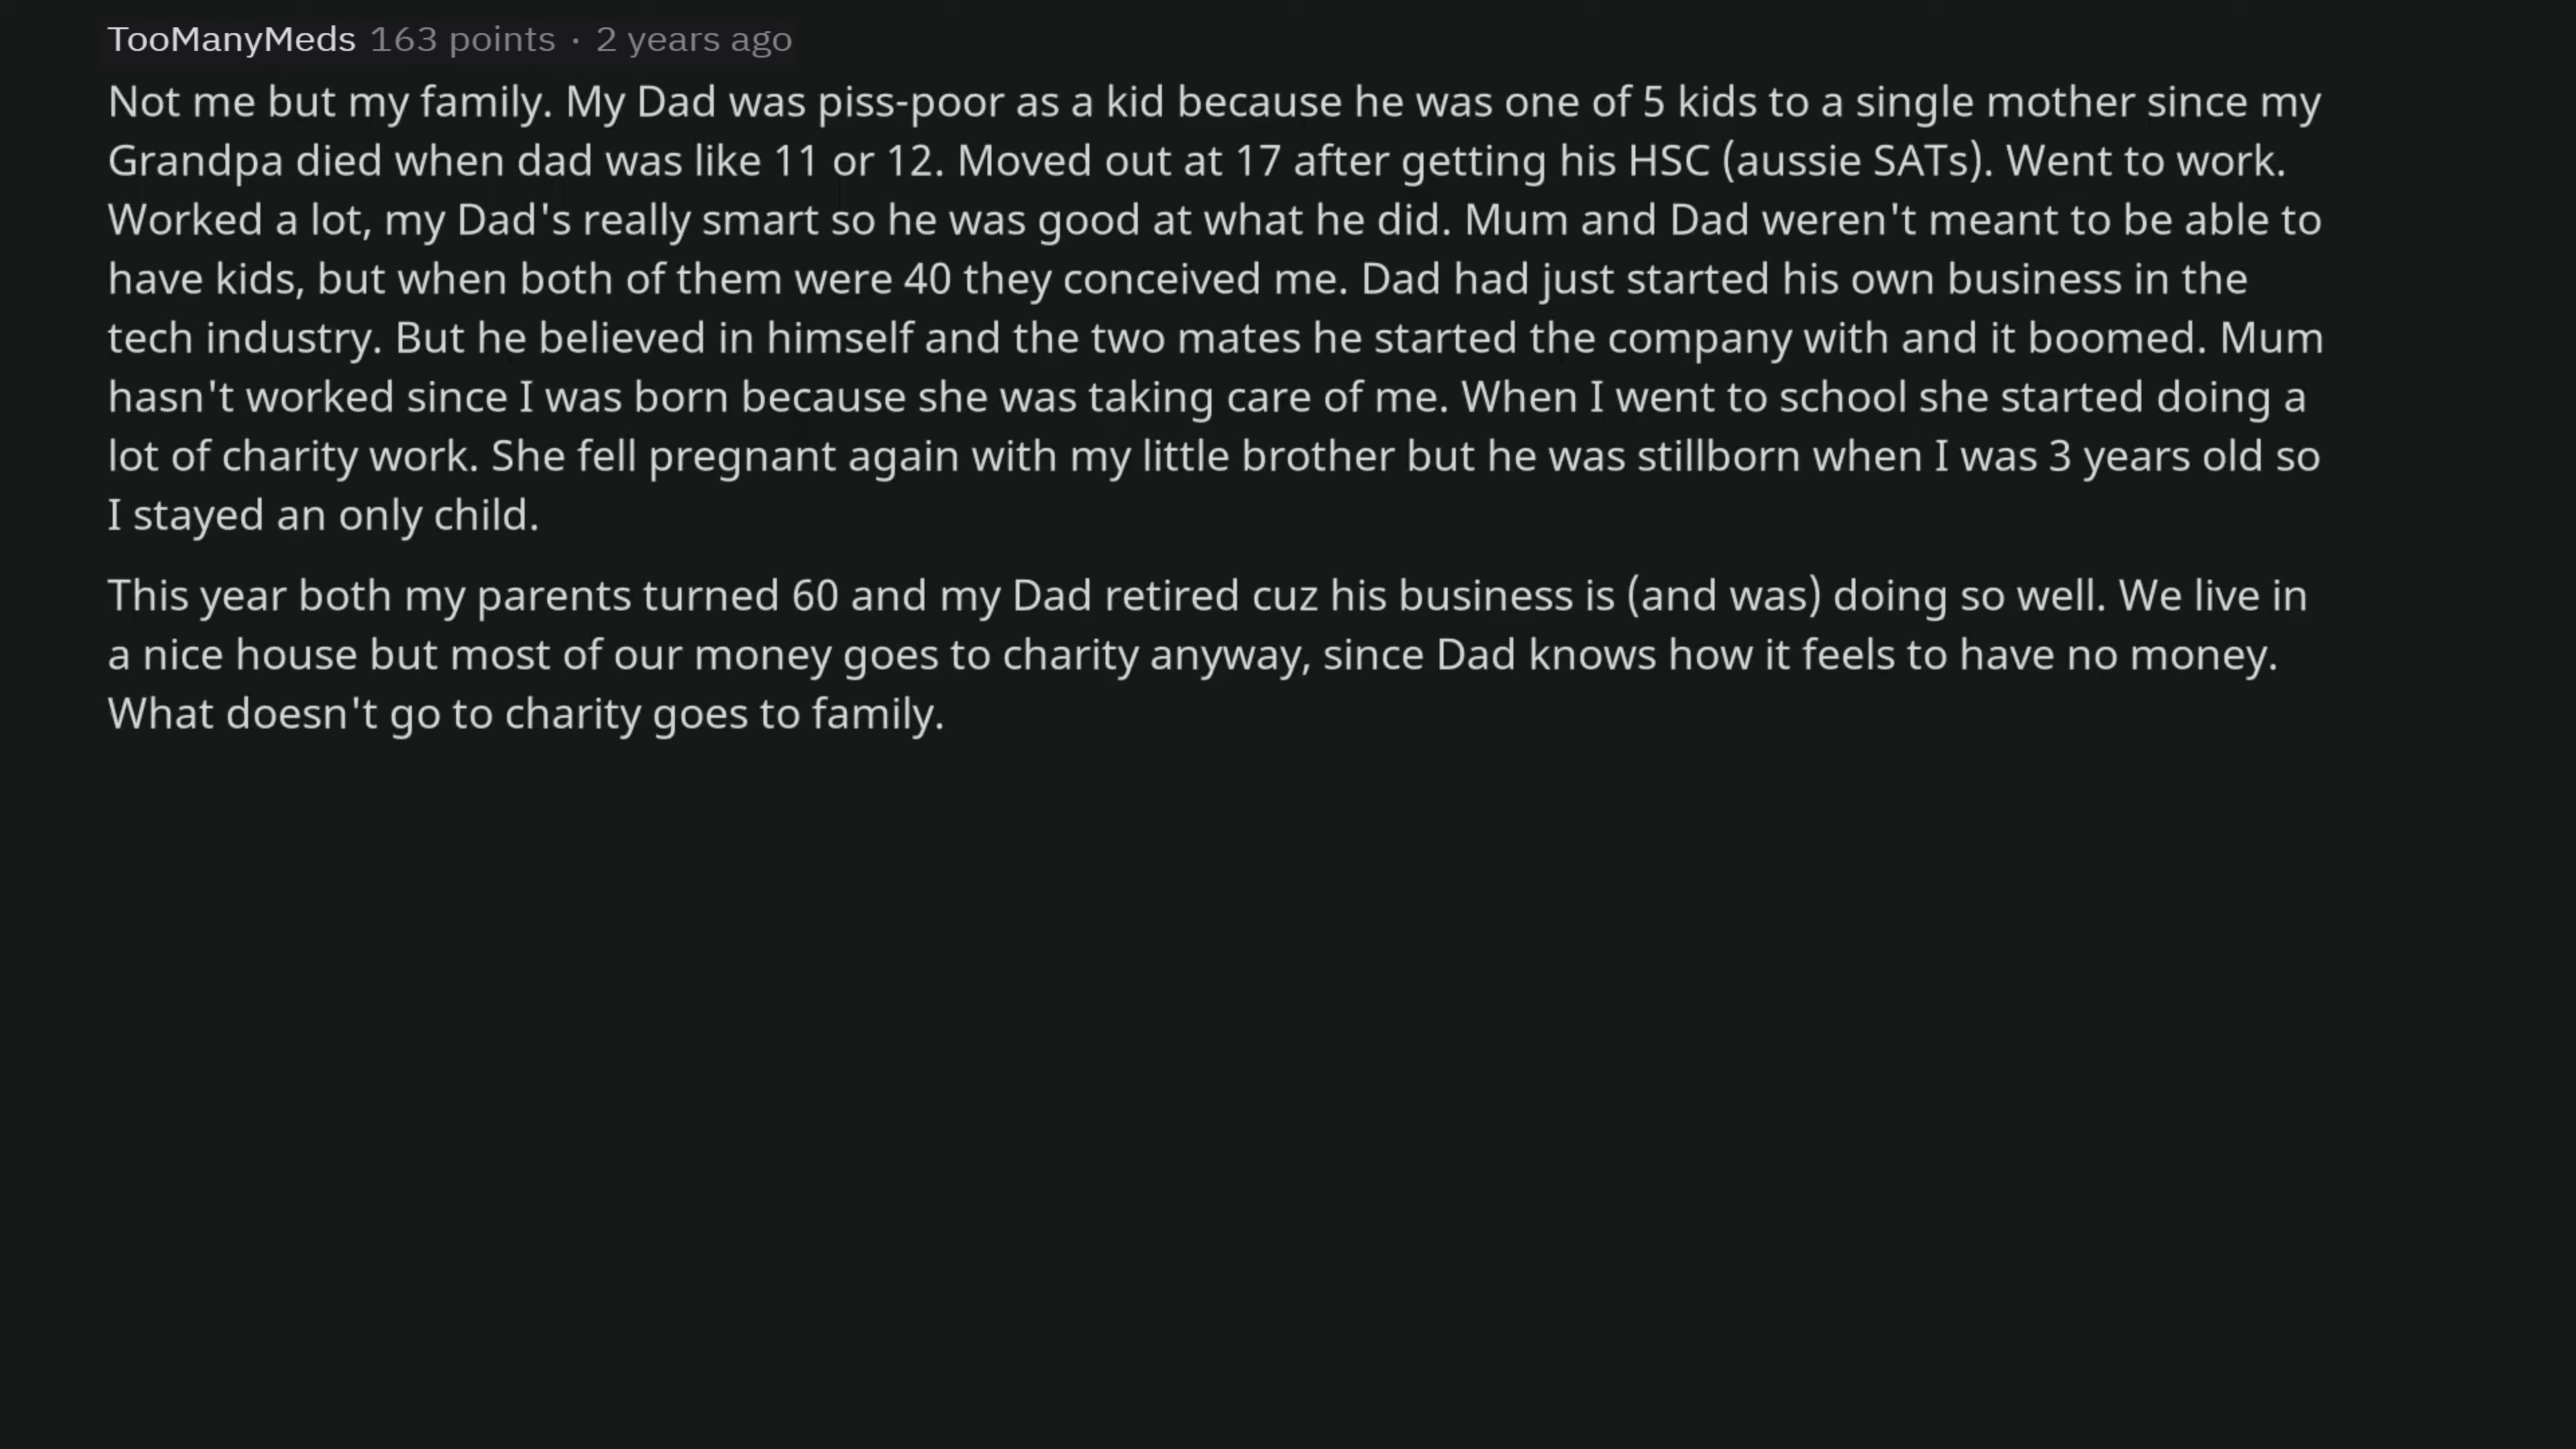 TooManyMeds 163 points · 2 years ago
Not me but my family. My Dad was piss-poor as a kid because he was one of 5 kids to a single mother since my
Grandpa died when dad was like 11 or 12. Moved out at 17 after getting his HSC (aussie SATs). Went to work.
Worked a lot, my Dad's really smart so he was good at what he did. Mum and Dad weren't meant to be able to
have kids, but when both of them were 40 they conceived me. Dad had just started his own business in the
tech industry. But he believed in himself and the two mates he started the company with and it boomed. Mum
hasn't worked since I was born because she was taking care of me. When I went to school she started doing a
lot of charity work. She fell pregnant again with my little brother but he was stillborn when I was 3 years old so
I stayed an only child.
This year both my parents turned 60 and my Dad retired cuz his business is (and was) doing so well. We live in
a nice house but most of our money goes to charity anyway, since Dad knows how it feels to have no money.
What doesn't go to charity goes to family.